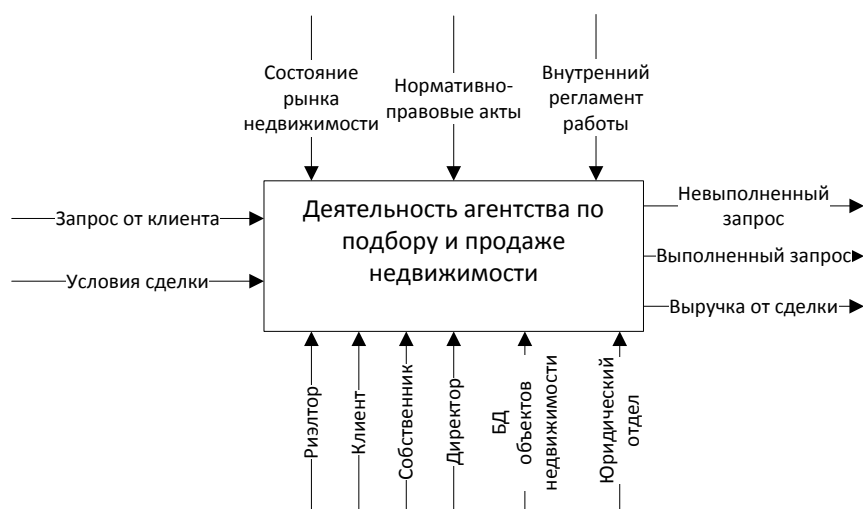 Состояние
рынка
недвижимости
Нормативно-
правовые акты
Внутренний
регламент
работы
Запрос от клиента
Условия сделки
Деятельность агентства по
подбору и продаже
недвижимости
Невыполненный
запрос
Выполненный запрос
Выручка от сделки
Риэлтор
Клиент
Собственник
Директор
БД
объектов
недвижимости
Юридический
отдел